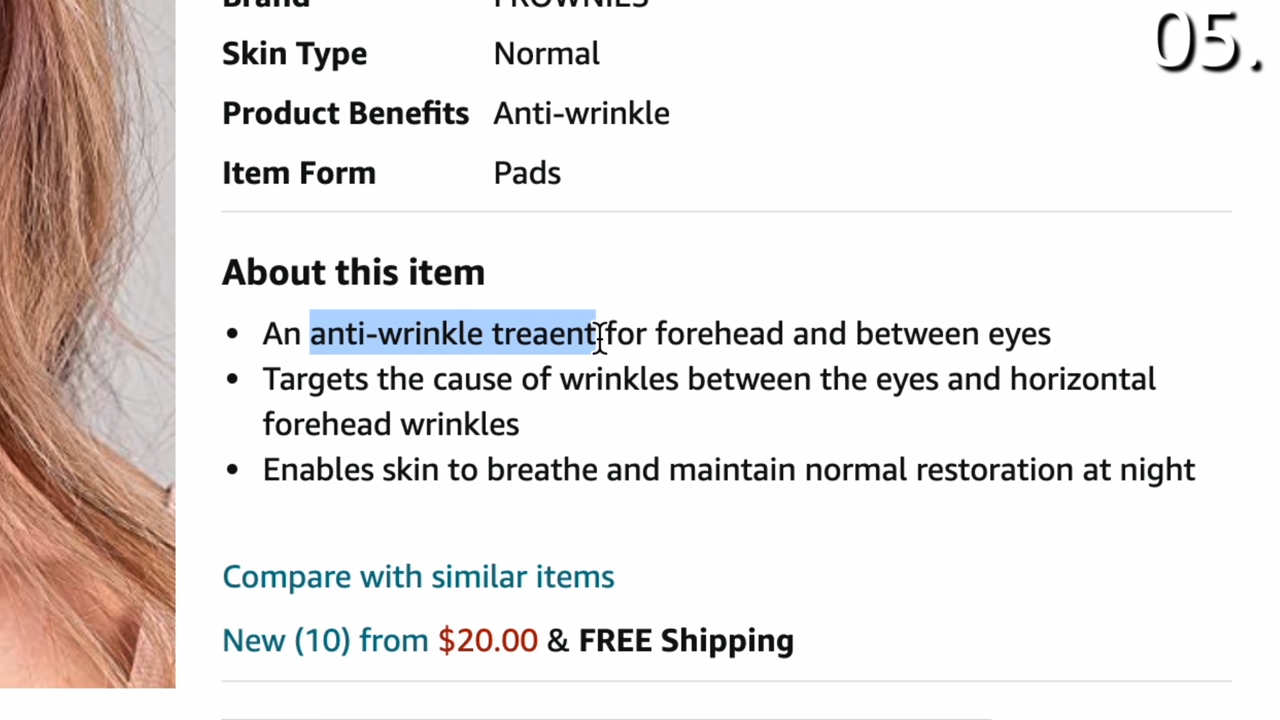 Brand FROWNIES
05.
Skin Type Normal
Product Benefits Anti-wrinkle
Item Form Pads
About this item
• An anti-wrinkle treaent for forehead and between eyes
• Targets the cause of wrinkles between the eyes and horizontal
forehead wrinkles
• Enables skin to breathe and maintain normal restoration at night
Compare with similar items
New (10) from $20.00 & FREE Shipping